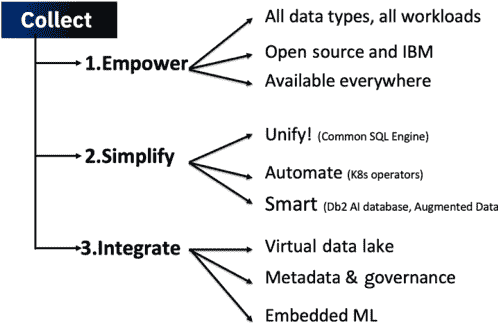 Collect
1.Empower
All data types, all workloads
Open source and IBM
Available everywhere
2.Simplify
Unify! (Common SQL Engine)
Automate (K8s operators)
Smart (Db2 AI database, Augmented Data
3.Integrate
Virtual data lake
Metadata & governance
Embedded ML